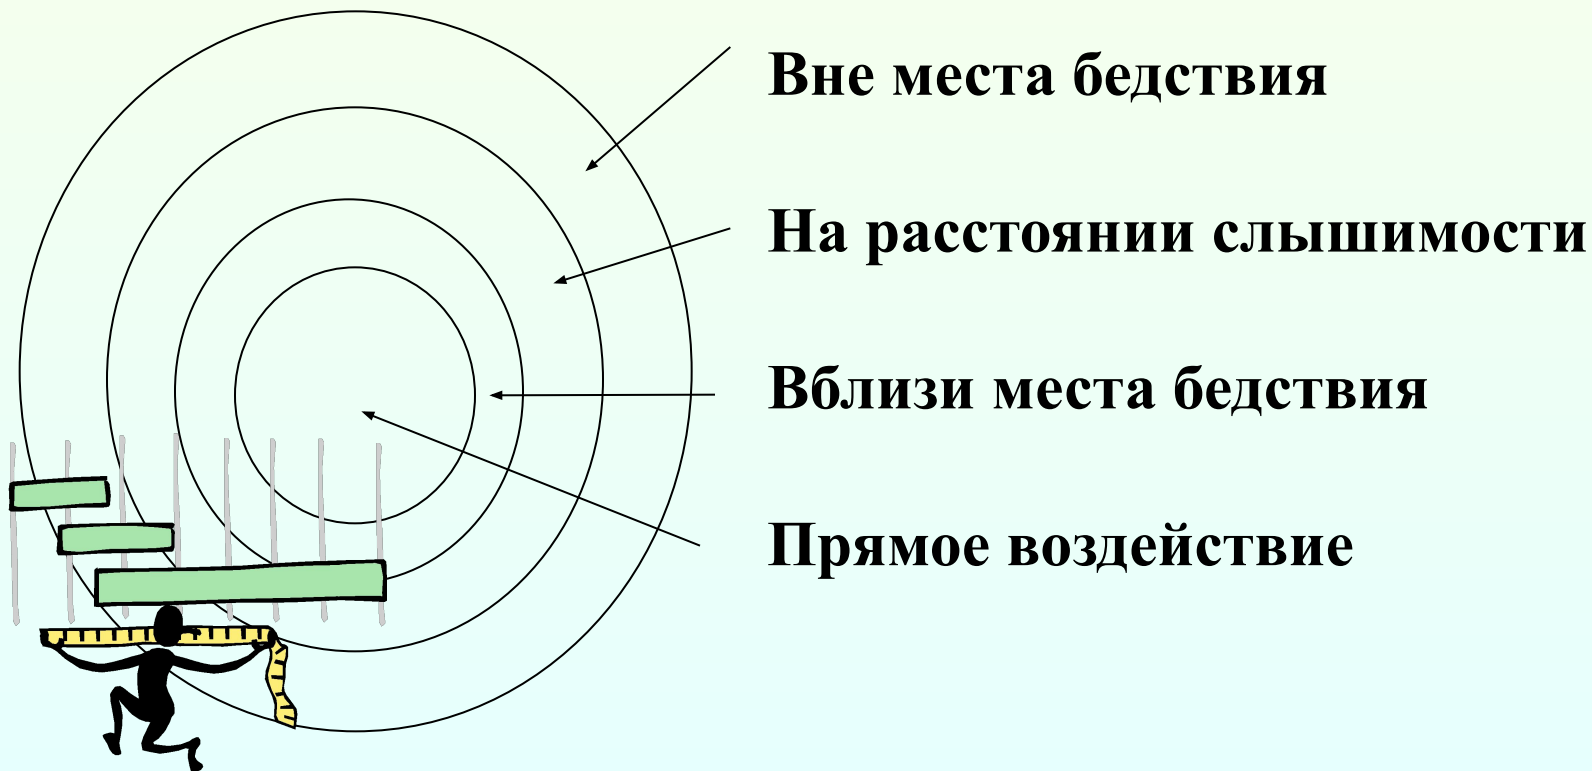 Вне места бедствия
На расстоянии слышимости
Вблизи места бедствия
Прямое воздействие